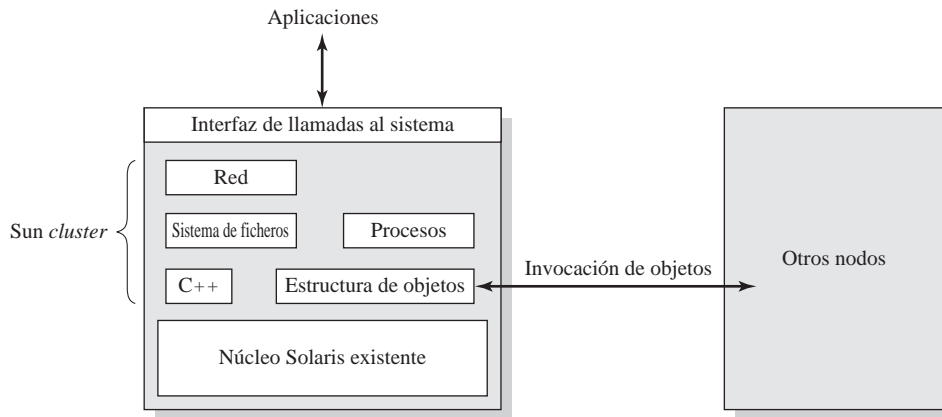 Aplicaciones
Interfaz de llamadas al sistema
Red
Sistema de ficheros
Procesos
Sun cluster
C++
Estructura de objetos
Invocación de objetos
Otros nodos
Núcleo Solaris existente